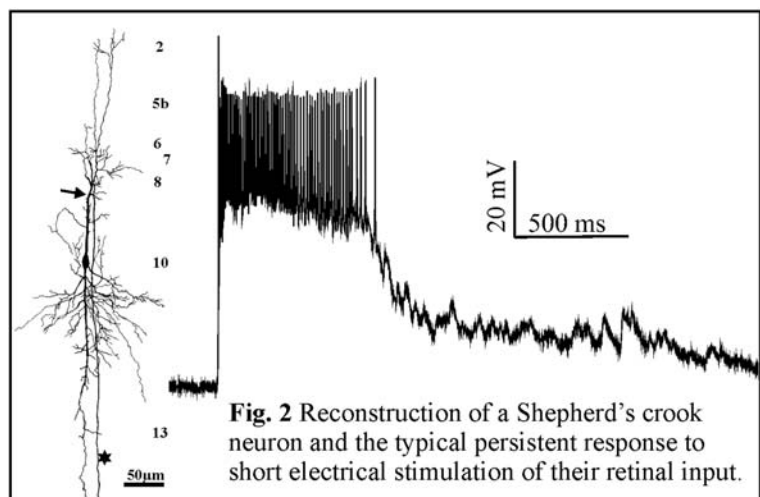 2
5b
6
7
8
10
13
50µm
20 mV
500 ms
Fig. 2 Reconstruction of a Shepherd's crook
neuron and the typical persistent response to
short electrical stimulation of their retinal input.